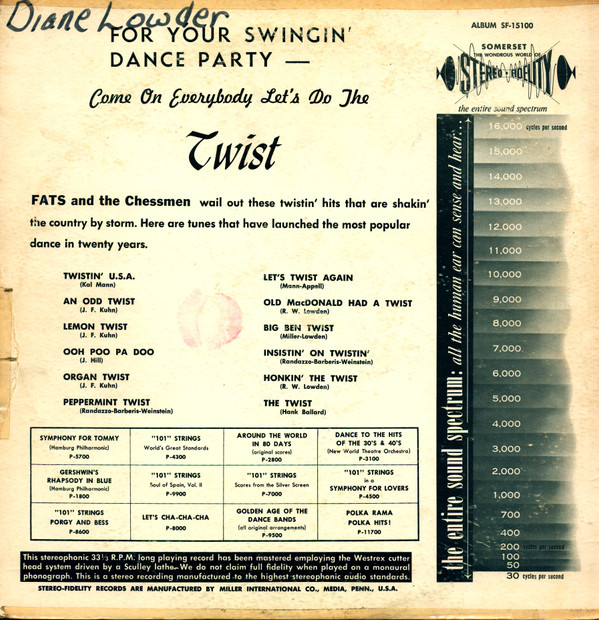 Diane Lowder
FOR YOUR SWINGIN'
DANCE PARTY —
Come On Everybody Let's Do The
Twist
FATS and the Chessmen wail out these twistin' hits that are shakin'
the country by storm. Here are tunes that have launched the most popular
dance in twenty years.
TWISTIN' U.S.A.
(Kal Mann)
AN ODD TWIST
(J. F. Kuhn)
LEMON TWIST
(J. F. Kuhn)
OOH POO PA DOO
(J. Hill)
ORGAN TWIST
(J. F. Kuhn)
PEPPERMINT TWIST
(Randazzo-Barberis-Weinstein)
LET'S TWIST AGAIN
(Mann-Appell)
OLD MacDONALD HAD A TWIST
(R. W. Lowden)
BIG BEN TWIST
(Miller-Lowden)
INSISTIN' ON TWISTIN'
(Randazzo-Barberis-Weinstein)
HONKIN' THE TWIST
(R. W. Lowden)
THE TWIST
(Hank Ballard)
SYMPHONY FOR TOMMY
(Hamburg Philharmonic)
P-5700
"101" STRINGS
World's Great Standards
P-4300
AROUND THE WORLD
IN 80 DAYS
(original scores)
P-2800
DANCE TO THE HITS
OF THE 30'S & 40'S
(New World Theatre Orchestra)
P-3100
GERSHWIN'S
RHAPSODY IN BLUE
(Hamburg Philharmonic)
P-1800
"101" STRINGS
Soul of Spain, Vol. II
P-9900
"101" STRINGS
Scores from the Silver Screen
P-7000
"101" STRINGS
in a
SYMPHONY FOR LOVERS
P-4500
"101" STRINGS
PORGY AND BESS
P-8600
LET'S CHA-CHA-CHA
P-8000
GOLDEN AGE OF THE
DANCE BANDS
(all original arrangements)
P-9500
POLKA RAMA
POLKA HITS!
P-11700
This stereophonic 33⅓ R.P.M. long playing record has been mastered employing the Westrex cutter
head system driven by a Sculley lathe. We do not claim full fidelity when played on a monaural
phonograph. This is a stereo recording manufactured to the highest stereophonic audio standards.
STEREO-FIDELITY RECORDS ARE MANUFACTURED BY MILLER INTERNATIONAL CO., MEDIA, PENN., U.S.A.
ALBUM SF-15100
SOMERSET
THE WONDROUS WORLD OF
STEREO-FIDELITY
the entire sound spectrum
the entire sound spectrum: all the human ear can sense and hear...
16,000 cycles per second
15,000
14,000
13,000
12,000
11,000
10,000
9,000
8,000
7,000
6,000
5,000
4,000
3,000
2,000
1,000
700
400
200 cycles per second
100
50
30 cycles per second